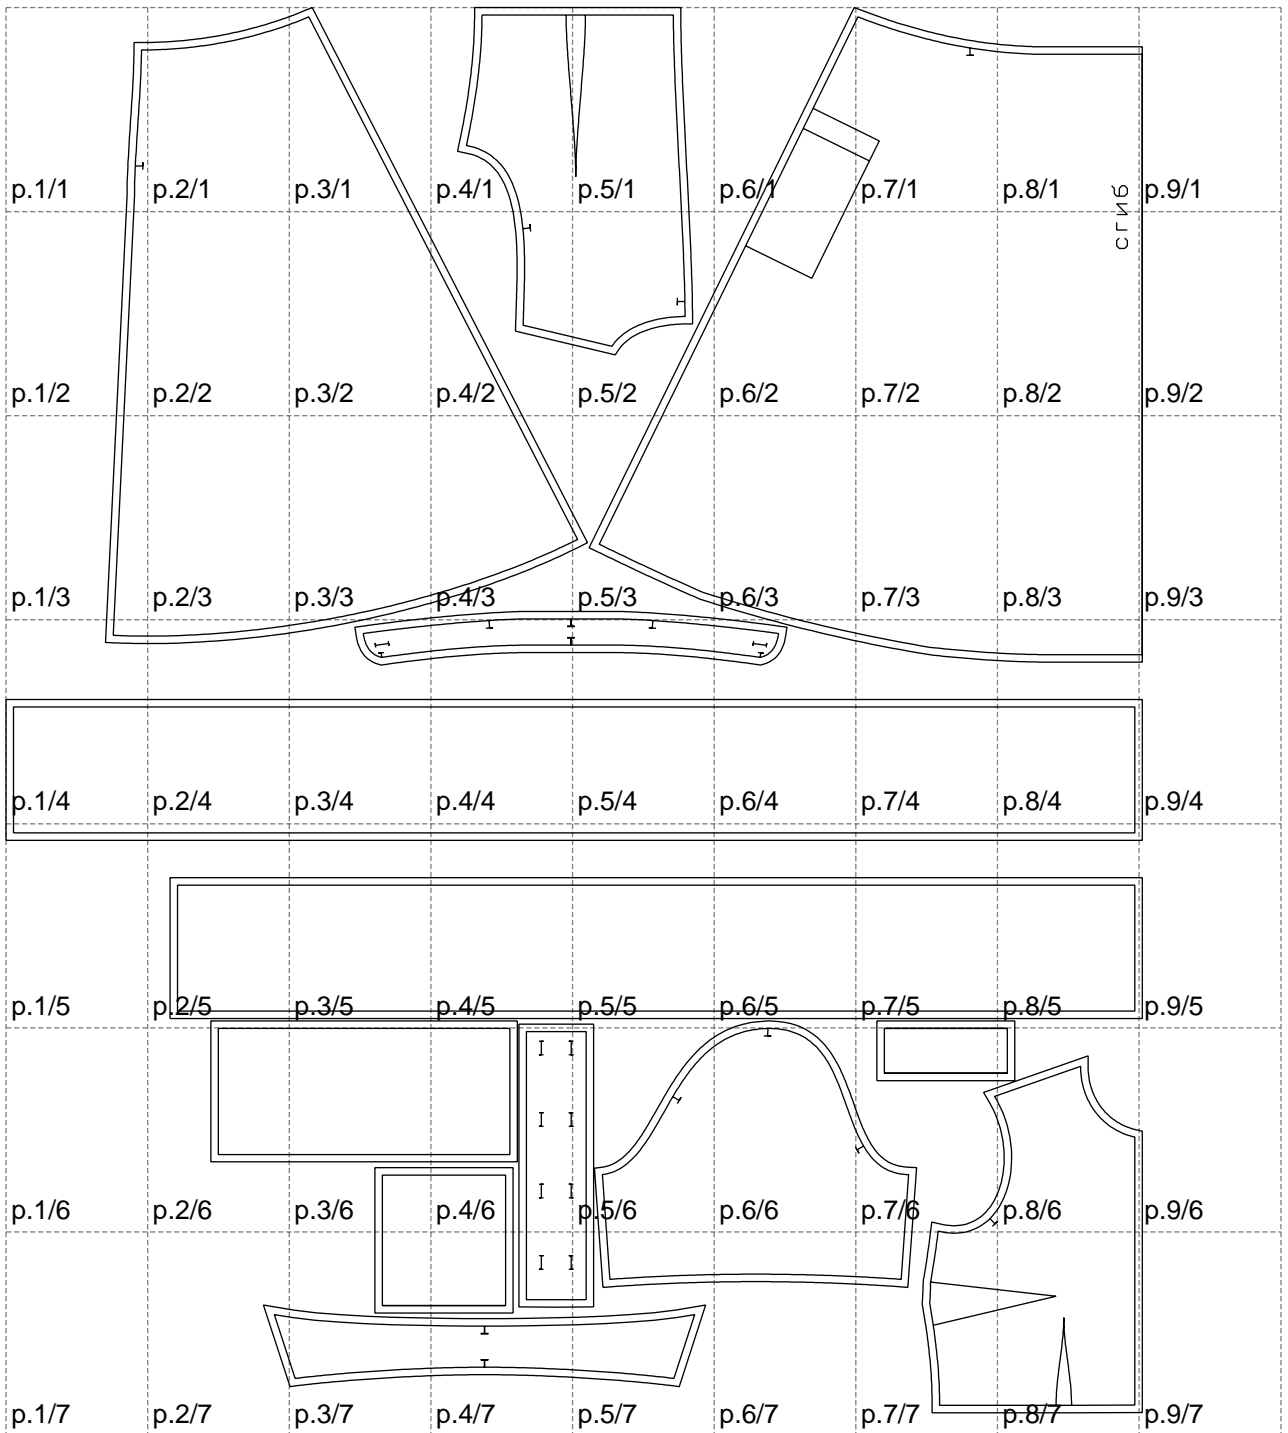 p.1/1 p.2/1 p.3/1 p.4/1 p.5/1 p.6/1 p.7/1 p.8/1 p.9/1
сгиб
p.1/2 p.2/2 p.3/2 p.4/2 p.5/2 p.6/2 p.7/2 p.8/2 p.9/2
p.1/3 p.2/3 p.3/3 p.4/3 p.5/3 p.6/3 p.7/3 p.8/3 p.9/3
p.1/4 p.2/4 p.3/4 p.4/4 p.5/4 p.6/4 p.7/4 p.8/4 p.9/4
p.1/5 p.2/5 p.3/5 p.4/5 p.5/5 p.6/5 p.7/5 p.8/5 p.9/5
p.1/6 p.2/6 p.3/6 p.4/6 p.5/6 p.6/6 p.7/6 p.8/6 p.9/6
p.1/7 p.2/7 p.3/7 p.4/7 p.5/7 p.6/7 p.7/7 p.8/7 p.9/7